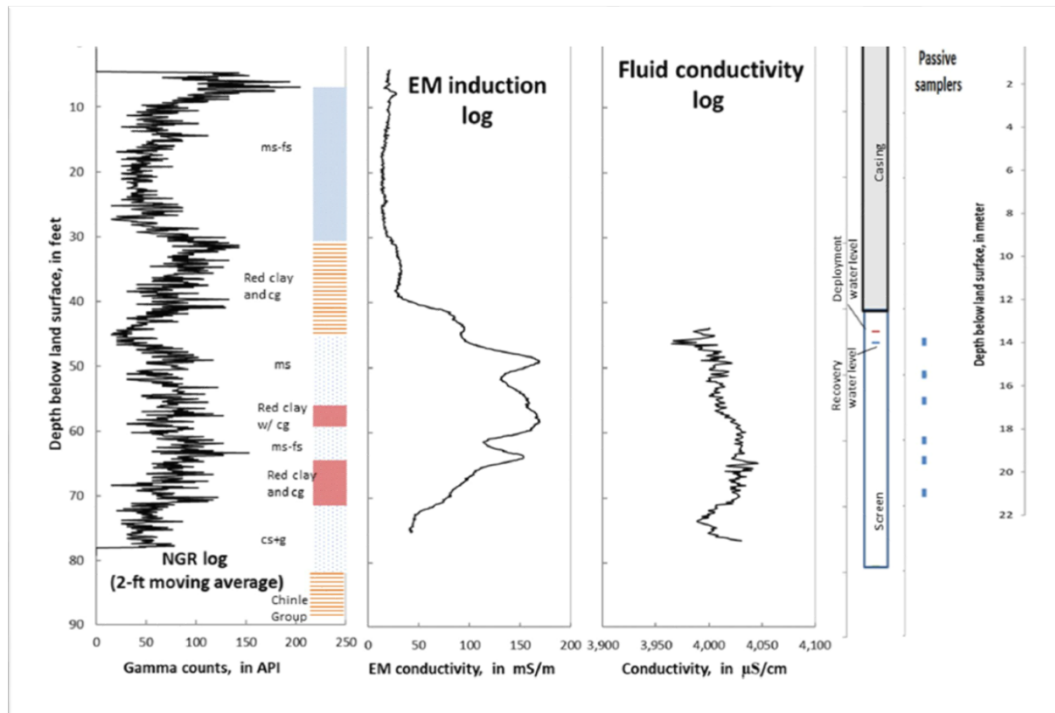 EM induction
log
Fluid conductivity
log
Passive
samplers
10
20
30
40
50
60
70
80
90
Depth below land surface, in feet
ms-fs
Red clay
and cg
ms
Red clay
w/ cg
ms-fs
Red clay
and cg
cs+g
NGR log
(2-ft moving average)
Chinle
Group
0
50
100
150
200
250
Gamma counts, in API
0
50
100
150
200
EM conductivity, in mS/m
3,900
3,950
4,000
4,050
4,100
Conductivity, in µS/cm
Casing
Deployment
water level
Recovery
water level
Screen
2
4
6
8
10
12
14
16
18
20
22
Depth below land surface, in meter